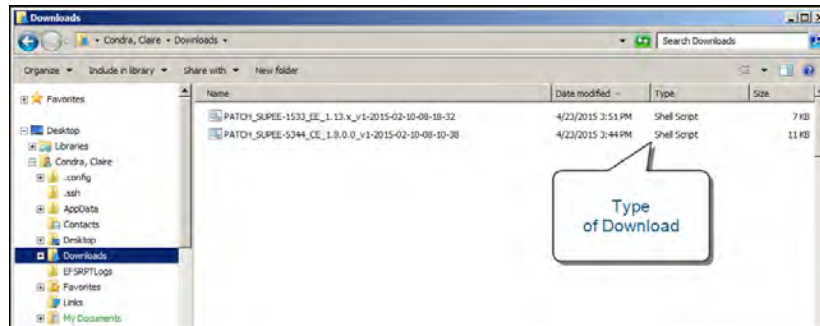 Downloads
Condra, Claire Downloads
Search Downloads
Organize Include in library Share with New folder
Favorites
Desktop
Libraries
Condra, Claire
.config
.ssh
AppData
Contacts
Desktop
Downloads
EFSRPTLogs
Favorites
Links
My Documents
Name Date modified Type Size
PATCH_SUPEE-1533_EE_1.13.x_v1-2015-02-10-08-18-32 4/23/2015 3:51 PM Shell Script 7 KB
PATCH_SUPEE-5344_CE_1.8.0.0_v1-2015-02-10-08-10-38 4/23/2015 3:44 PM Shell Script 11 KB
Type
of Download